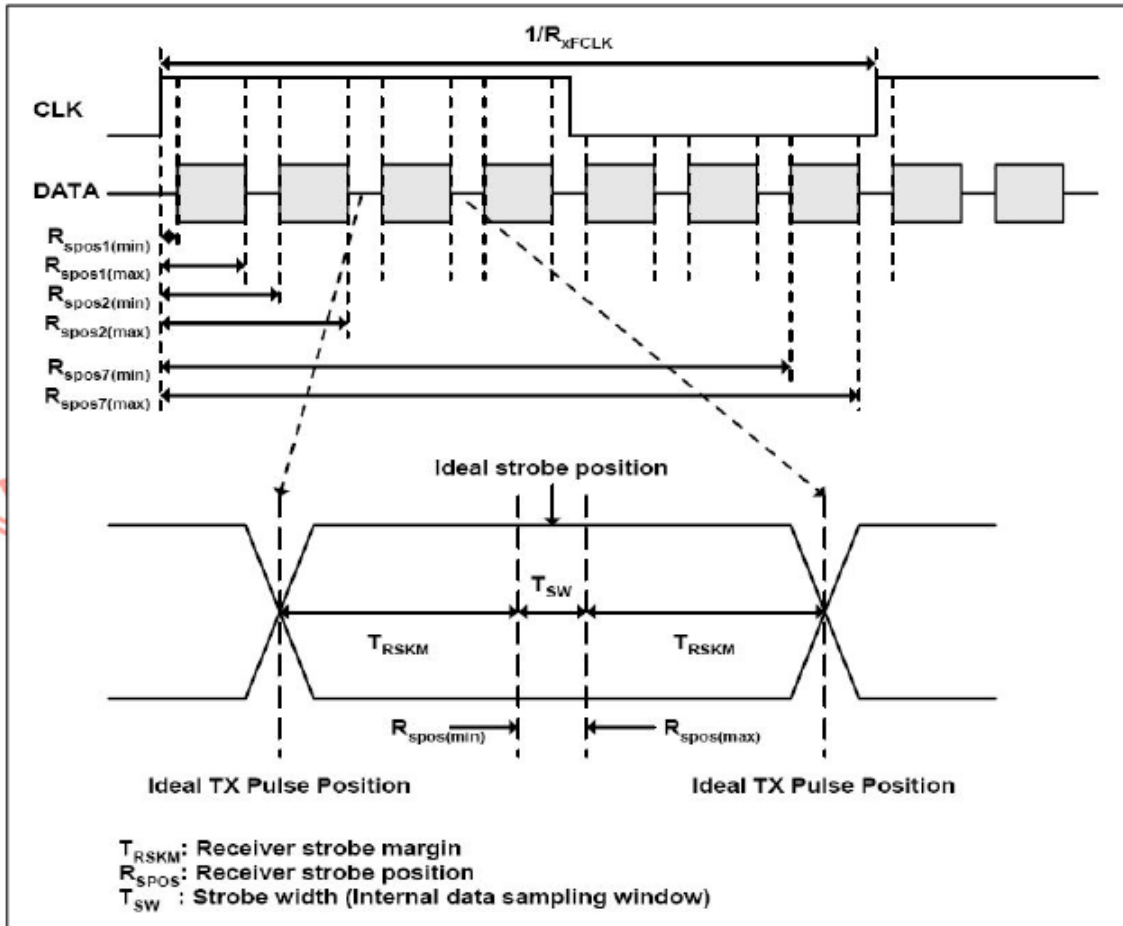 1/RxFCLK
CLK
DATA
Rspos1(min)
Rspos1(max)
Rspos2(min)
Rspos2(max)
Rspos7(min)
Rspos7(max)
Ideal strobe position
TSW
TRSKM
TRSKM
Rspos(min)
Rspos(max)
Ideal TX Pulse Position
Ideal TX Pulse Position
TRSKM: Receiver strobe margin
RSPOS: Receiver strobe position
TSW : Strobe width (Internal data sampling window)